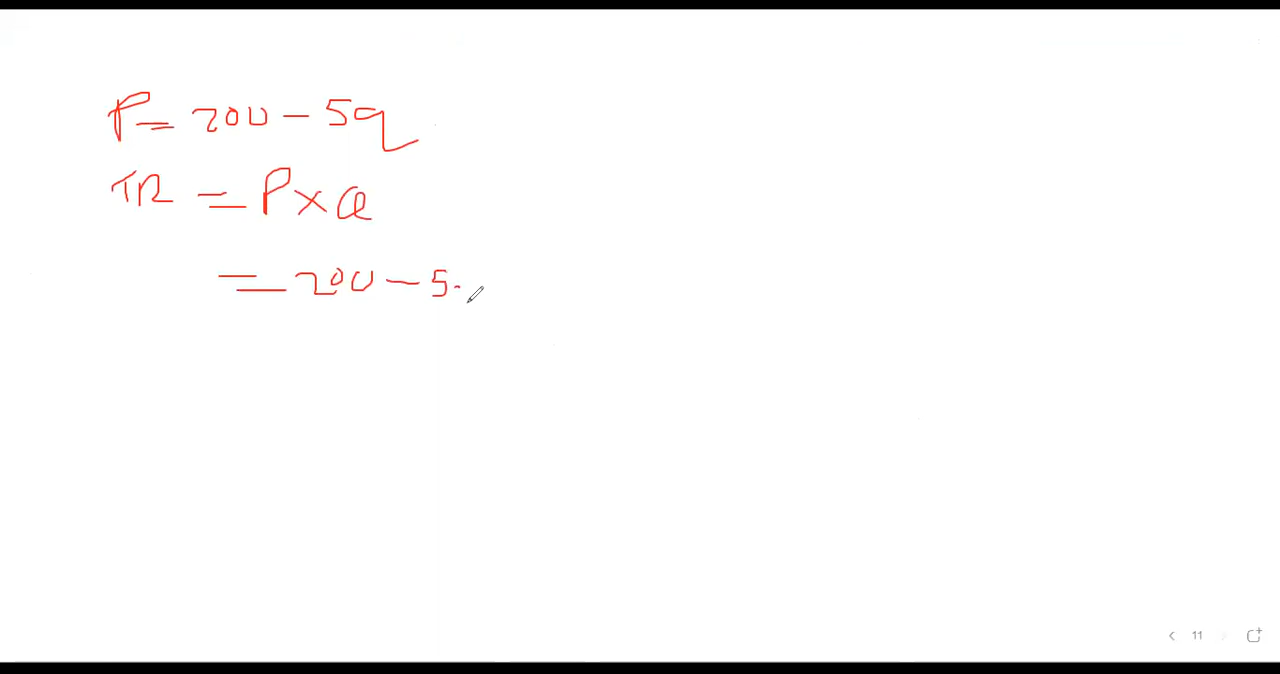 P = 200 - 5q
TR = P x Q
= 200 - 5
11